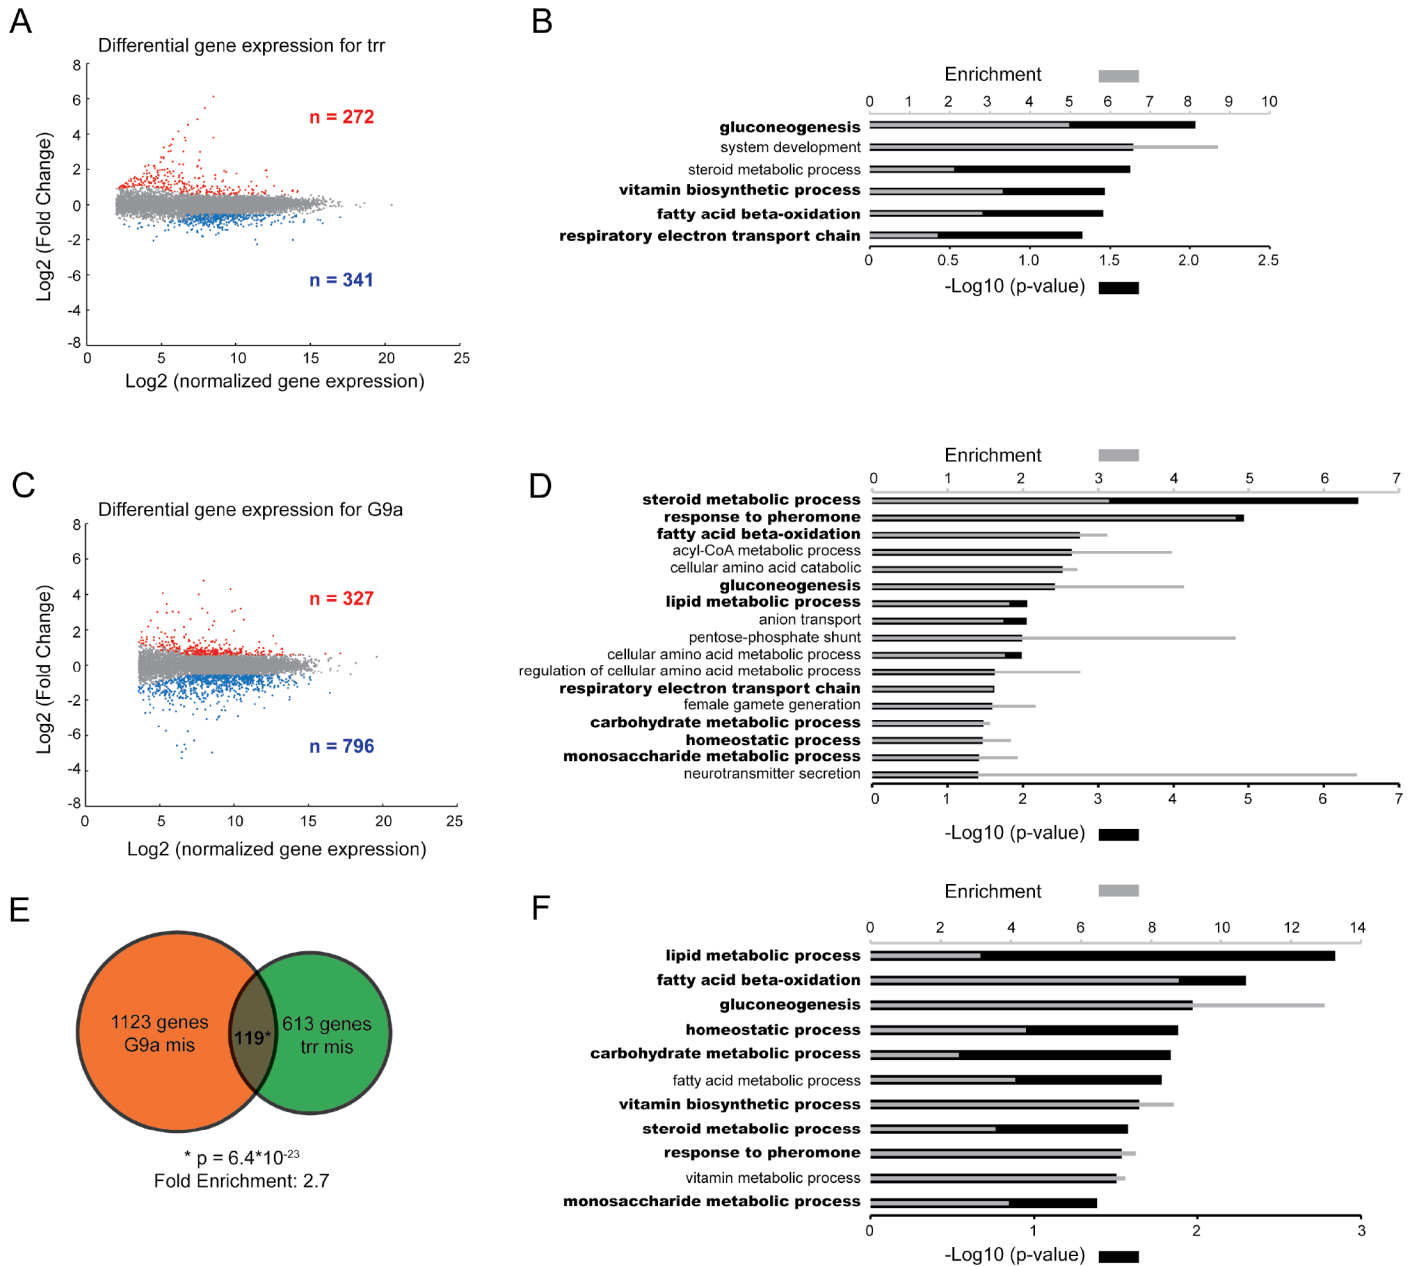 A
Differential gene expression for trr
8
6
4
2
0
-2
-6
-4
-8
n = 272
n = 341
Log2 (Fold Change)
0 5 10 15 20 25
Log2 (normalized gene expression)
B
Enrichment
0 1 2 3 4 5 6 7 8 9 10
gluconeogenesis
system development
steroid metabolic process
vitamin biosynthetic process
fatty acid beta-oxidation
respiratory electron transport chain
0 0.5 1.0 1.5 2.0 2.5
-Log10 (p-value)
C
Differential gene expression for G9a
8
6
4
2
0
-2
-6
-4
-8
n = 327
n = 796
Log2 (Fold Change)
0 5 10 15 20 25
Log2 (normalized gene expression)
D
Enrichment
0 1 2 3 4 5 6 7
steroid metabolic process
response to pheromone
fatty acid beta-oxidation
acyl-CoA metabolic process
cellular amino acid catabolic
gluconeogenesis
lipid metabolic process
anion transport
pentose-phosphate shunt
cellular amino acid metabolic process
regulation of cellular amino acid metabolic process
respiratory electron transport chain
female gamete generation
carbohydrate metabolic process
homeostatic process
monosaccharide metabolic process
neurotransmitter secretion
0 1 2 3 4 5 6 7
-Log10 (p-value)
E
1123 genes
G9a mis
119*
613 genes
trr mis
* p = 6.4*10-23
Fold Enrichment: 2.7
F
Enrichment
0 2 4 6 8 10 12 14
lipid metabolic process
fatty acid beta-oxidation
gluconeogenesis
homeostatic process
carbohydrate metabolic process
fatty acid metabolic process
vitamin biosynthetic process
steroid metabolic process
response to pheromone
vitamin metabolic process
monosaccharide metabolic process
0 1 2 3
-Log10 (p-value)